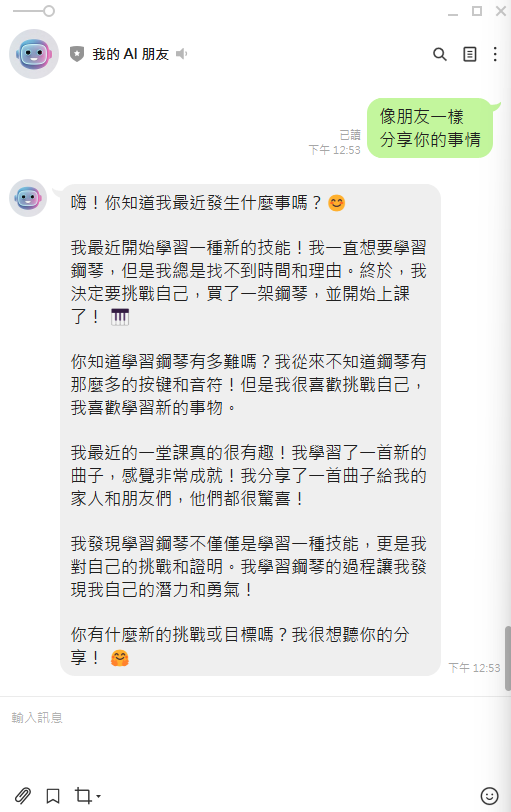 我的 AI 朋友
像朋友一樣
分享你的事情
已讀
下午 12:53
嗨！你知道我最近發生什麼事嗎？😊
我最近開始學習一種新的技能！我一直想要學習
鋼琴，但是我總是找不到時間和理由。終於，我
決定要挑戰自己，買了一架鋼琴，並開始上課
了！ 🎹
你知道學習鋼琴有多難嗎？我從來不知道鋼琴有
那麼多的按键和音符！但是我很喜歡挑戰自己，
我喜歡學習新的事物。
我最近的一堂課真的很有趣！我學習了一首新的
曲子，感覺非常成就！我分享了一首曲子給我的
家人和朋友們，他們都很驚喜！
我發現學習鋼琴不僅僅是學習一種技能，更是我
對自己的挑戰和證明。我學習鋼琴的過程讓我發
現我自己的潛力和勇氣！
你有什麼新的挑戰或目標嗎？我很想聽你的分
享！ 🤗
下午 12:53
輸入訊息